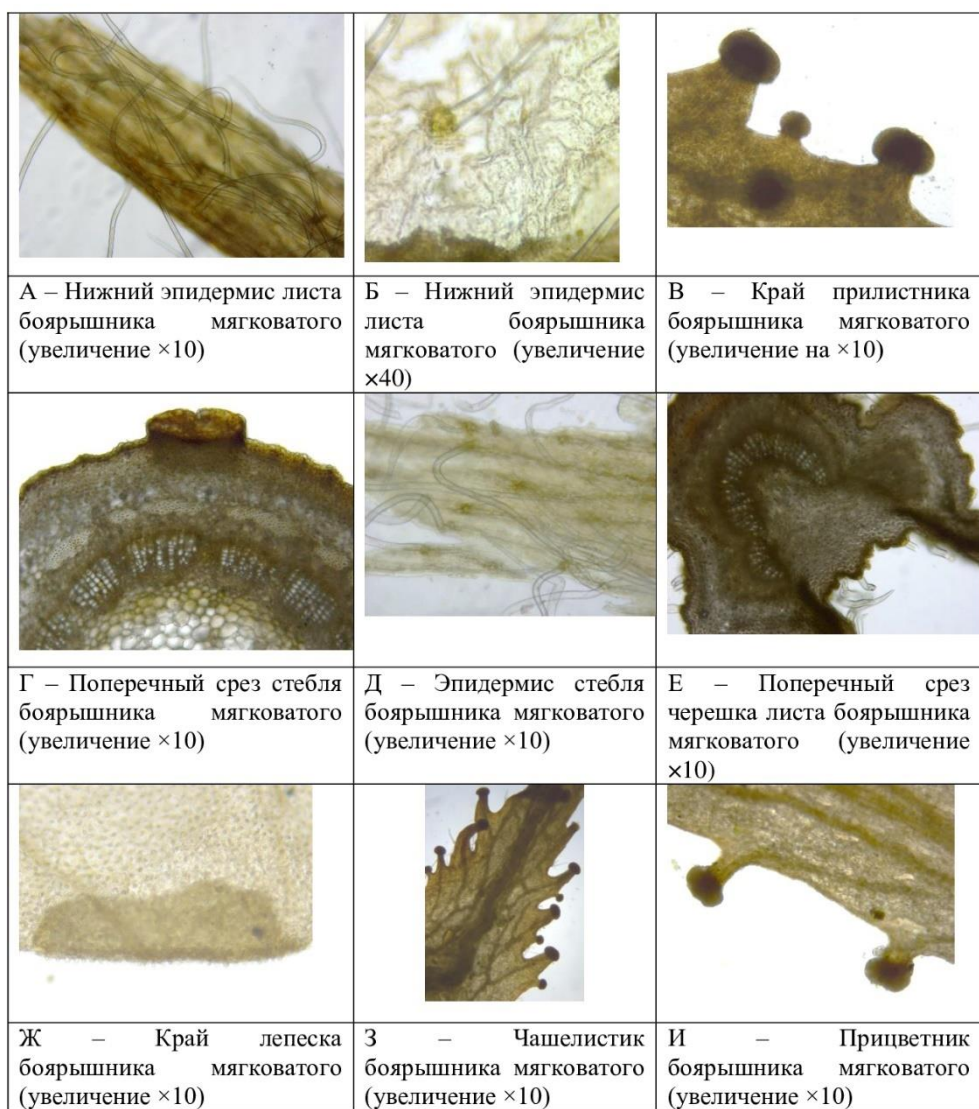 А – Нижний эпидермис листа
боярышника мягковатого
(увеличение ×10)
Б – Нижний эпидермис
листа боярышника
мягковатого (увеличение
×40)
В – Край прилистника
боярышника мягковатого
(увеличение на ×10)
Г – Поперечный срез стебля
боярышника мягковатого
(увеличение ×10)
Д – Эпидермис стебля
боярышника мягковатого
(увеличение ×10)
Е – Поперечный срез
черешка листа боярышника
мягковатого (увеличение
×10)
Ж – Край лепеска
боярышника мягковатого
(увеличение ×10)
З – Чашелистик
боярышника мягковатого
(увеличение ×10)
И – Прицветник
боярышника мягковатого
(увеличение ×10)